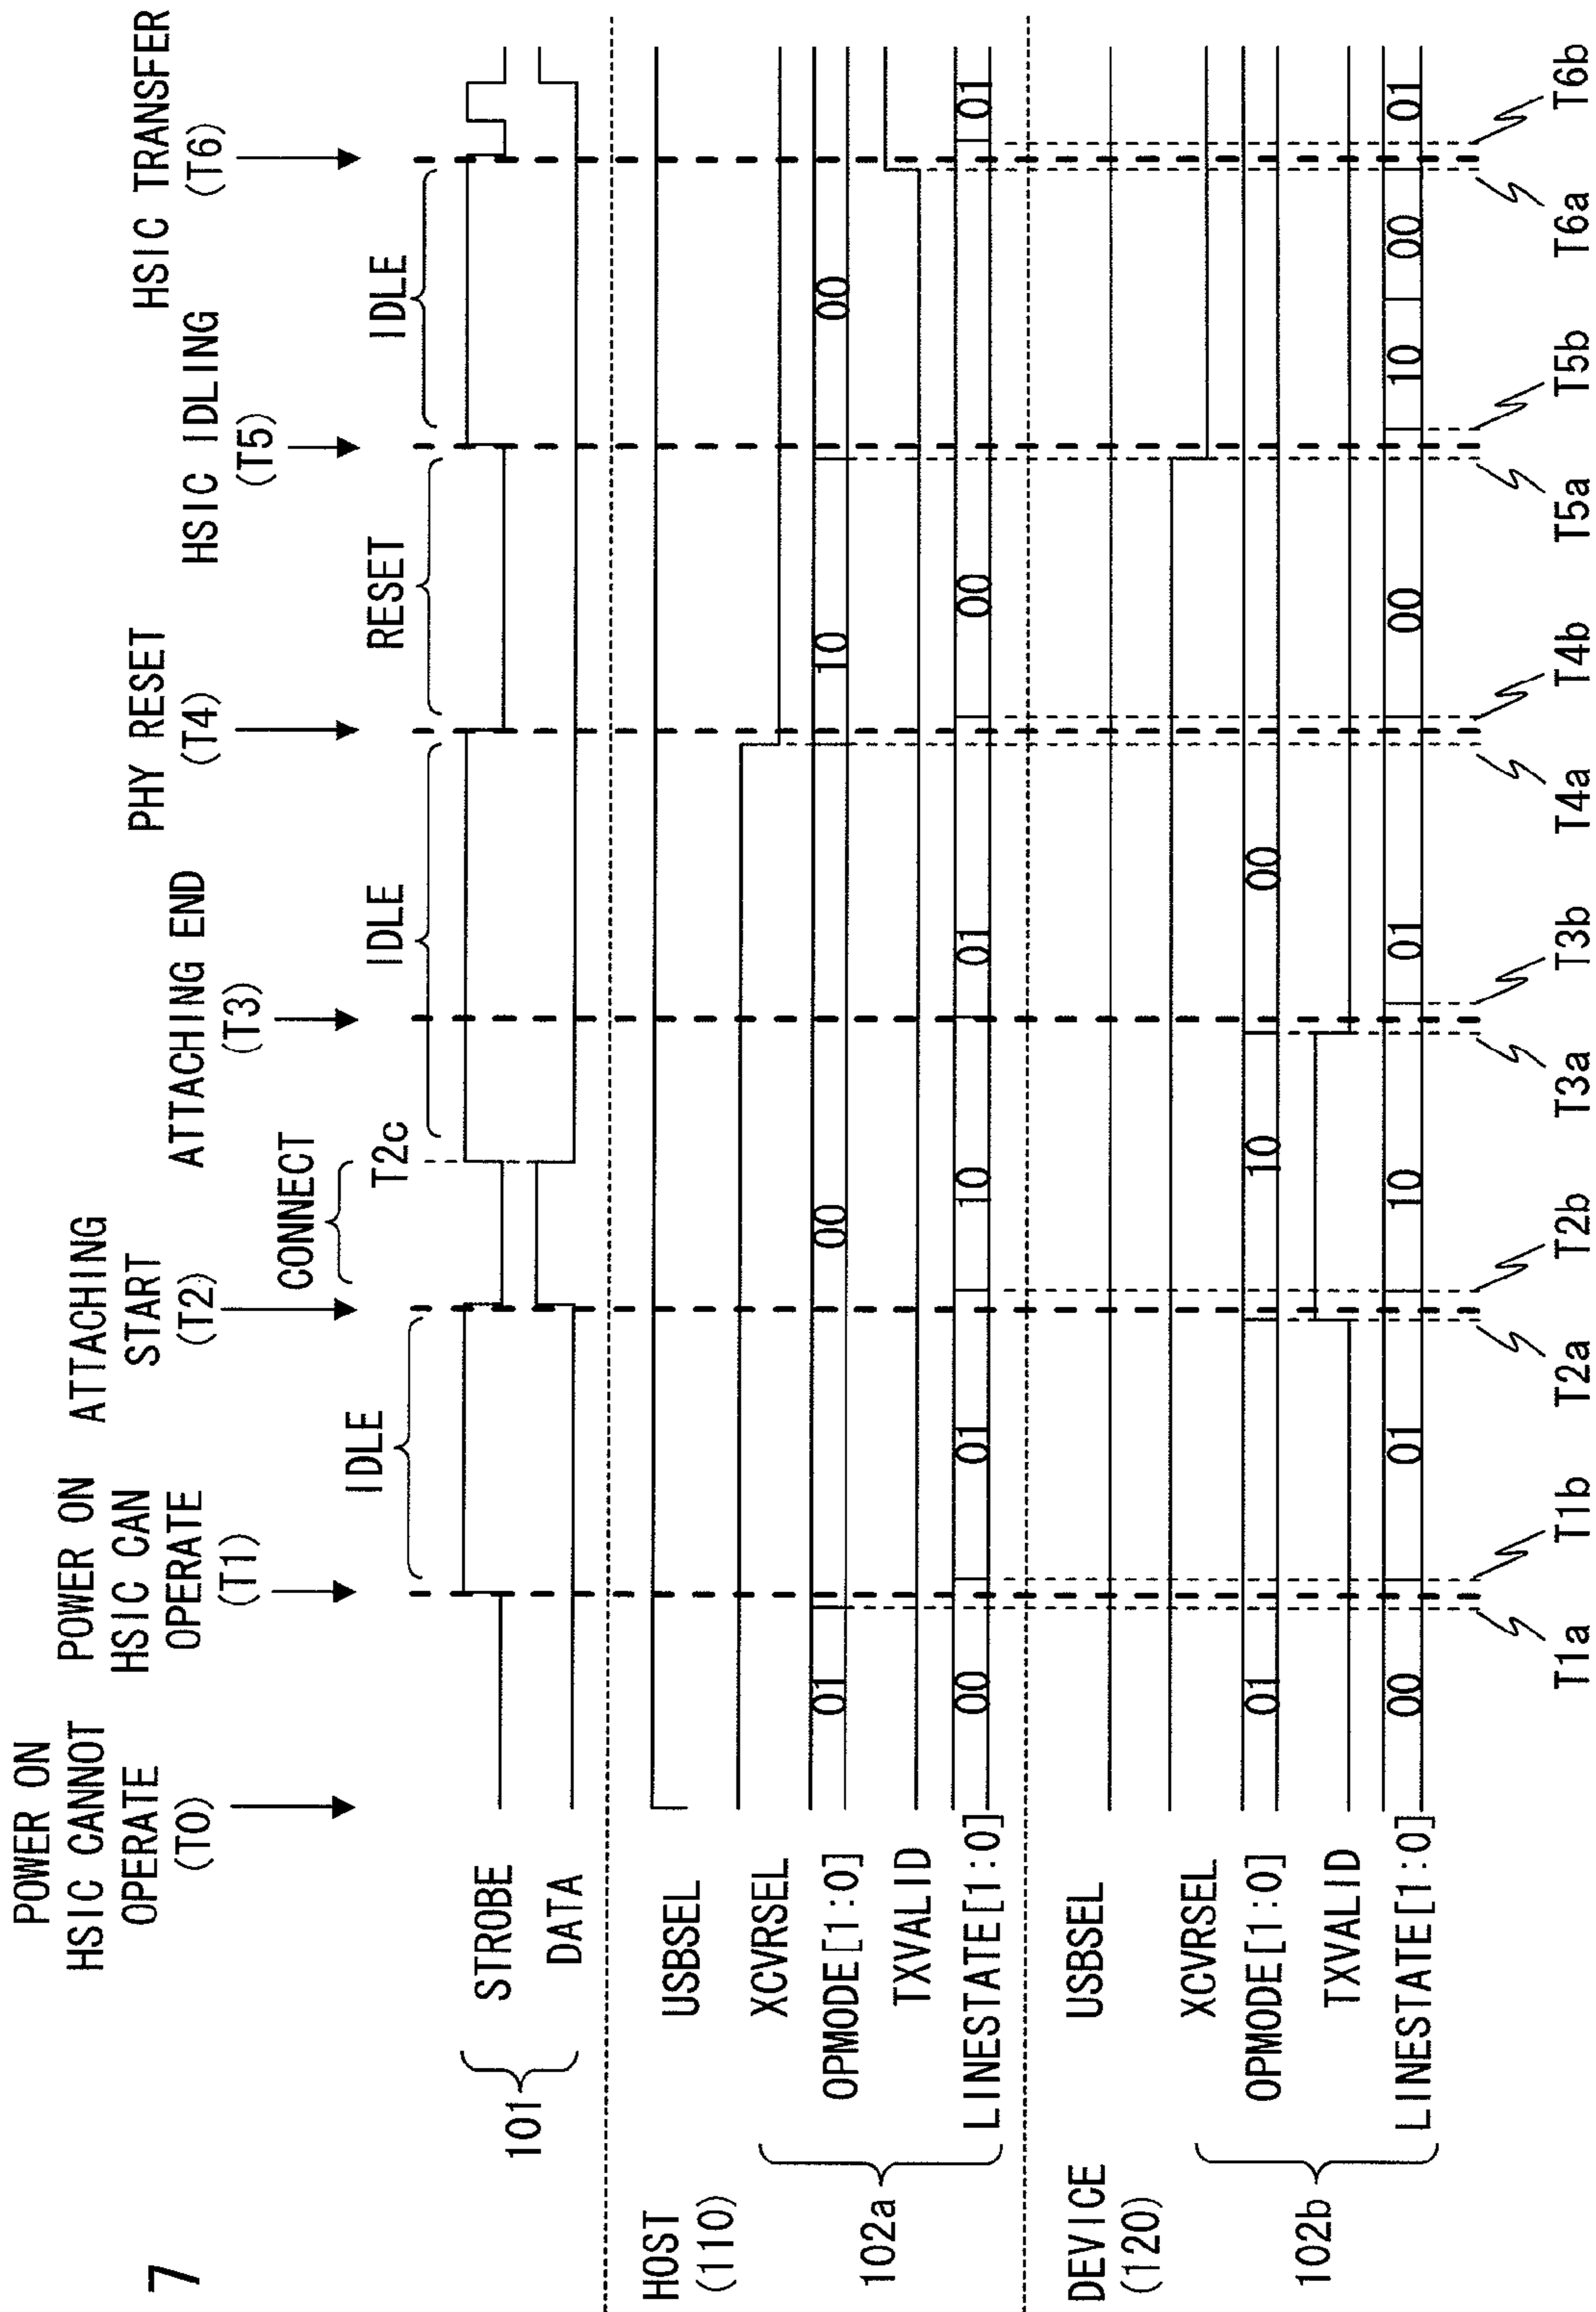 7
POWER ON
HSIC CANNOT
OPERATE
(T0)
POWER ON
HSIC CAN
OPERATE
(T1)
ATTACHING
START
(T2)
ATTACHING END
(T3)
PHY RESET
(T4)
HSIC IDLING
(T5)
HSIC TRANSFER
(T6)
IDLE
CONNECT
T2c
IDLE
RESET
IDLE
101
STROBE
DATA
HOST
(110)
102a
USBSEL
XCVRSEL
OPMODE[1:0]
01
00
10
00
TXVALID
LINESTATE[1:0]
00
01
10
01
00
01
DEVICE
(120)
102b
USBSEL
XCVRSEL
OPMODE[1:0]
01
10
00
TXVALID
LINESTATE[1:0]
00
01
10
01
00
10
00
01
T1a
T1b
T2a
T2b
T3a
T3b
T4a
T4b
T5a
T5b
T6a
T6b